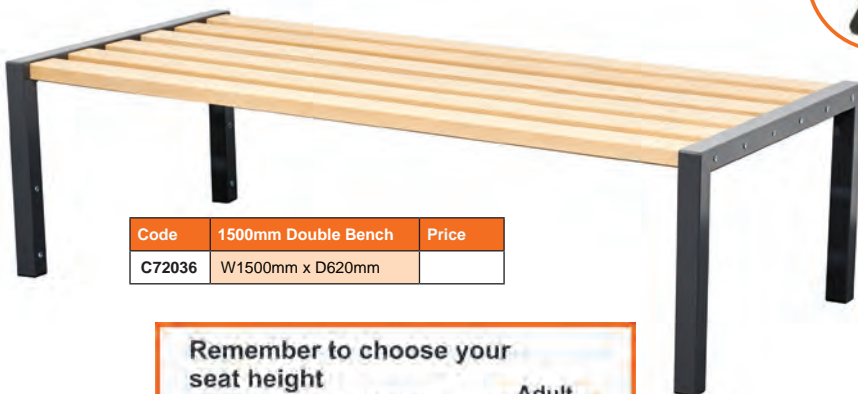 Code 1500mm Double Bench Price
C72036 W1500mm x D620mm
Remember to choose your
seat height
Adult